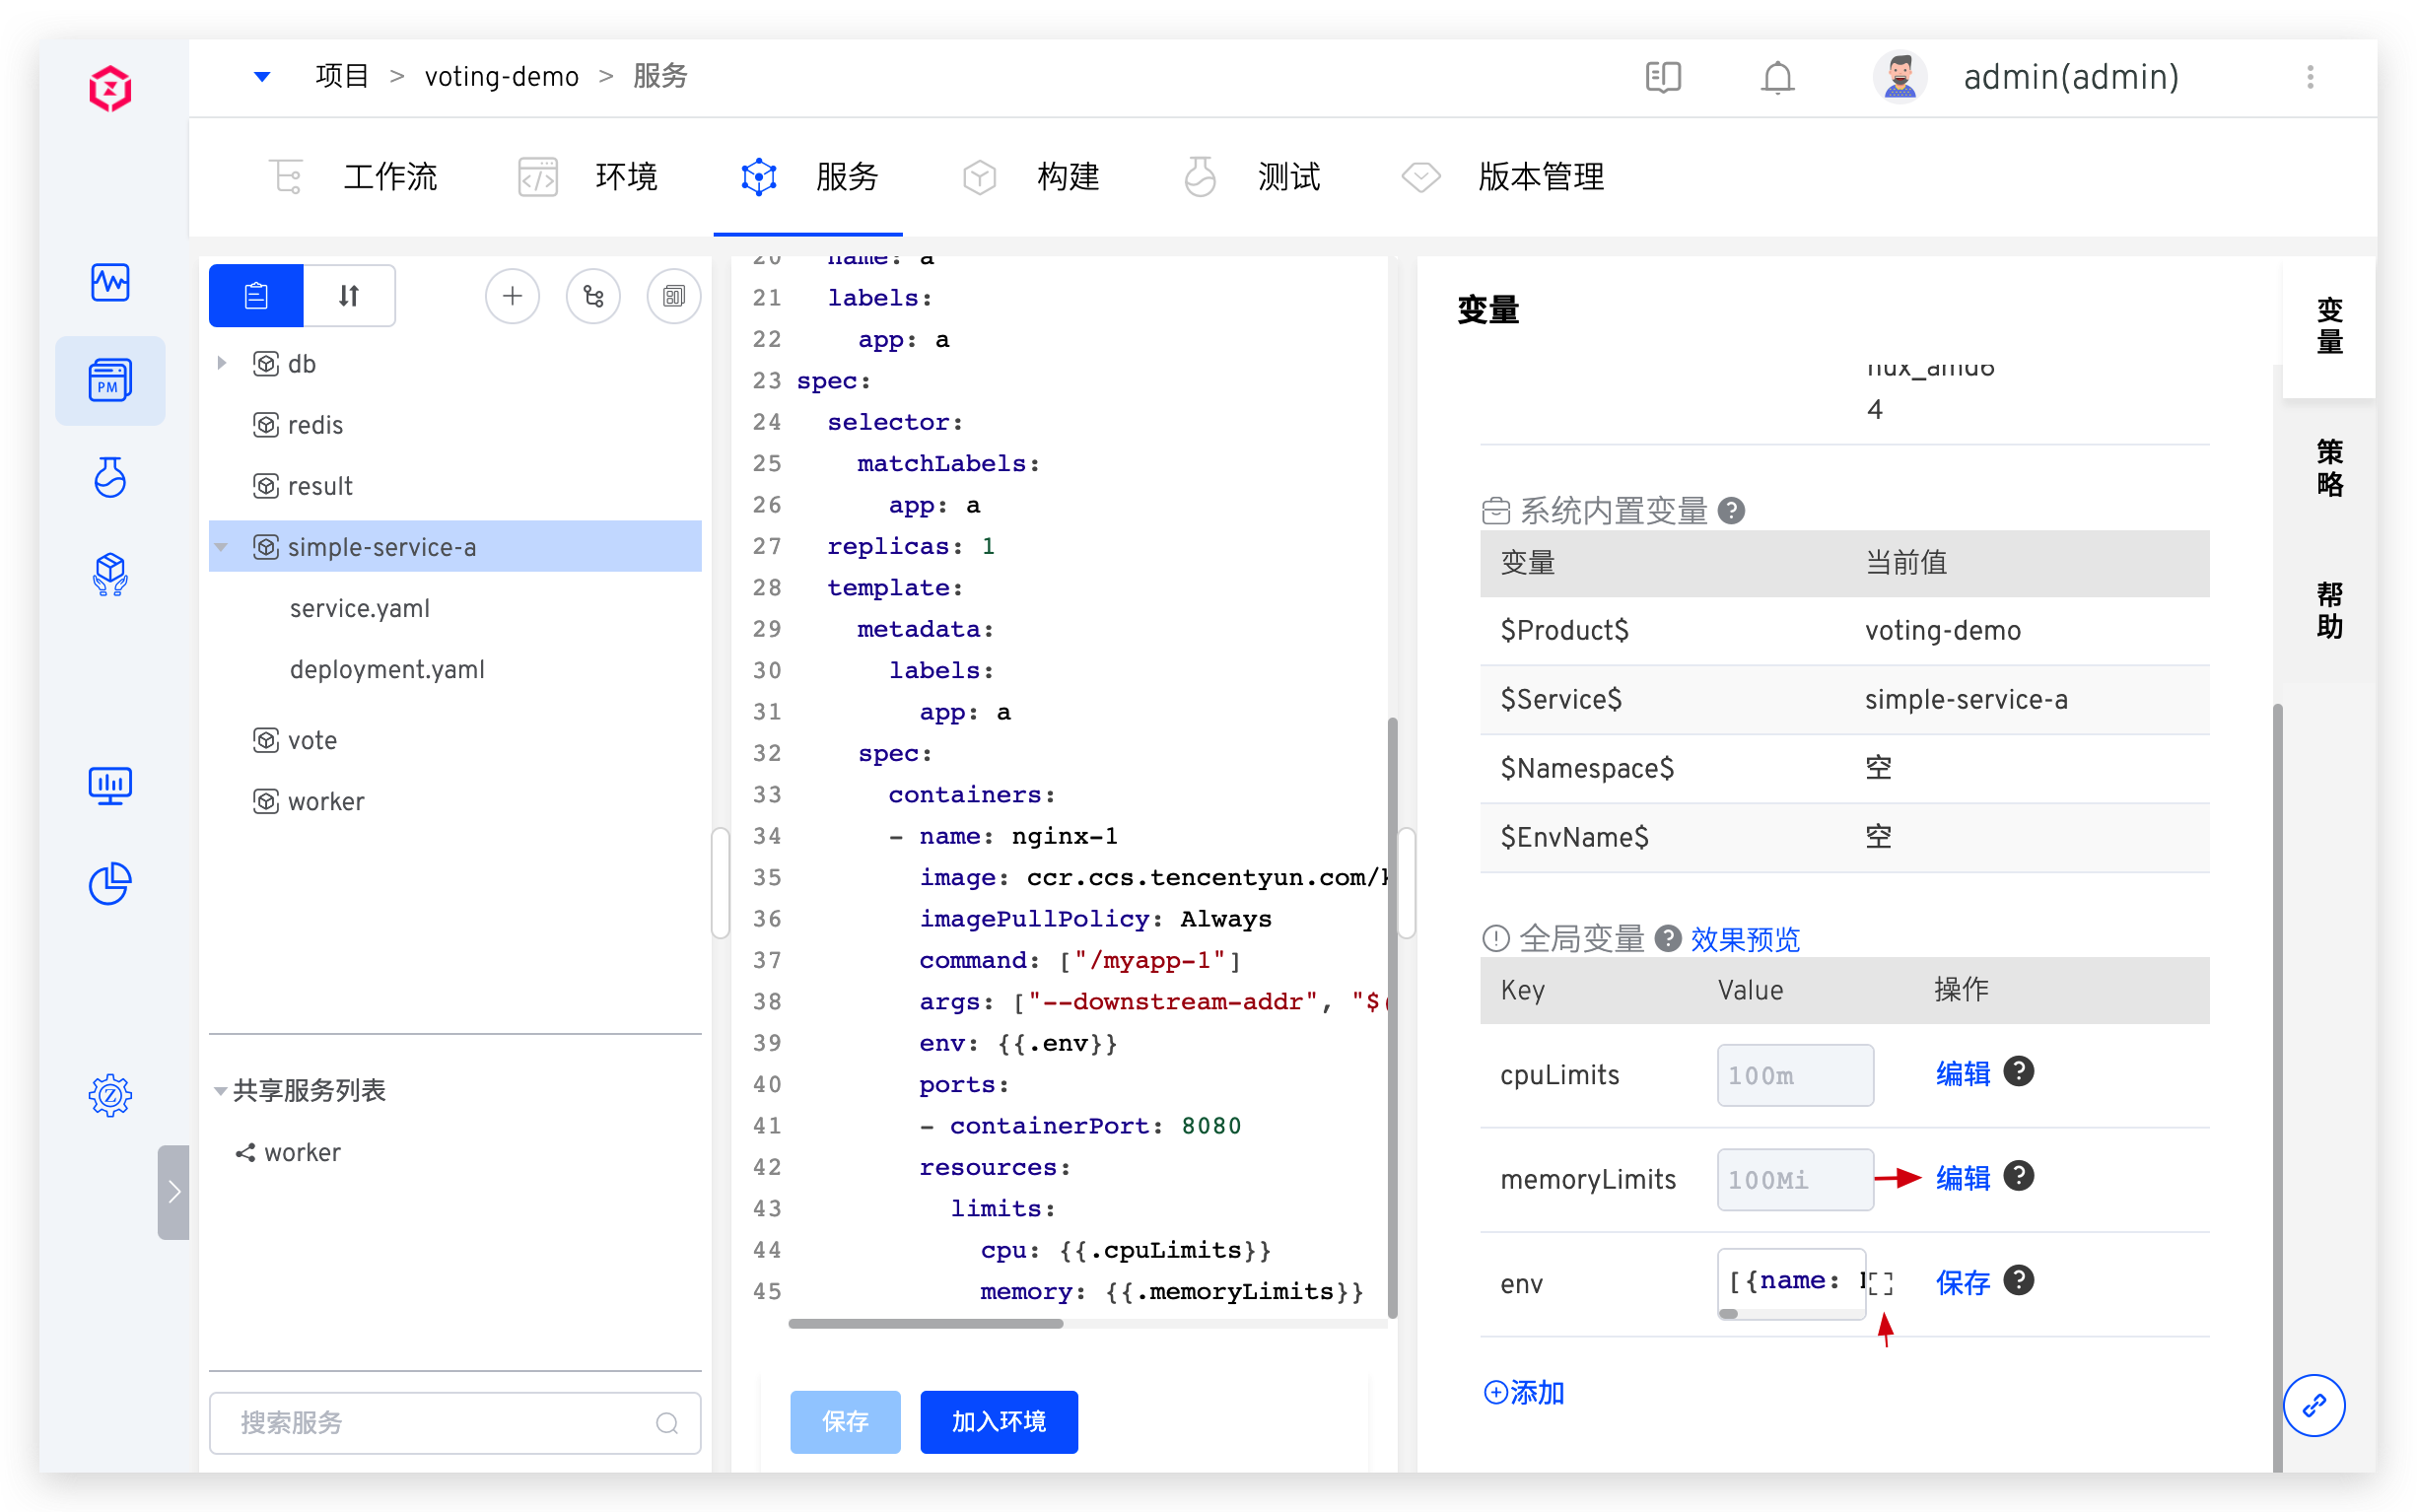 项目 > voting-demo > 服务
admin(admin)
工作流 环境 服务 构建 测试 版本管理
PM
db
redis
result
simple-service-a
service.yaml
deployment.yaml
vote
worker
共享服务列表
worker
搜索服务
20 name: a
21 labels:
22 app: a
23 spec:
24 selector:
25 matchLabels:
26 app: a
27 replicas: 1
28 template:
29 metadata:
30 labels:
31 app: a
32 spec:
33 containers:
34 - name: nginx-1
35 image: ccr.ccs.tencentyun.com/
36 imagePullPolicy: Always
37 command: ["/myapp-1"]
38 args: ["--downstream-addr", "$(
39 env: {{.env}}
40 ports:
41 - containerPort: 8080
42 resources:
43 limits:
44 cpu: {{.cpuLimits}}
45 memory: {{.memoryLimits}}
保存 加入环境
变量
nux_amd6
4
系统内置变量 ?
变量 当前值
$Product$ voting-demo
$Service$ simple-service-a
$Namespace$ 空
$EnvName$ 空
全局变量 ? 效果预览
Key Value 操作
cpuLimits 100m 编辑 ?
memoryLimits 100Mi 编辑 ?
env [{name: 保存 ?
添加
变量
策略
帮助